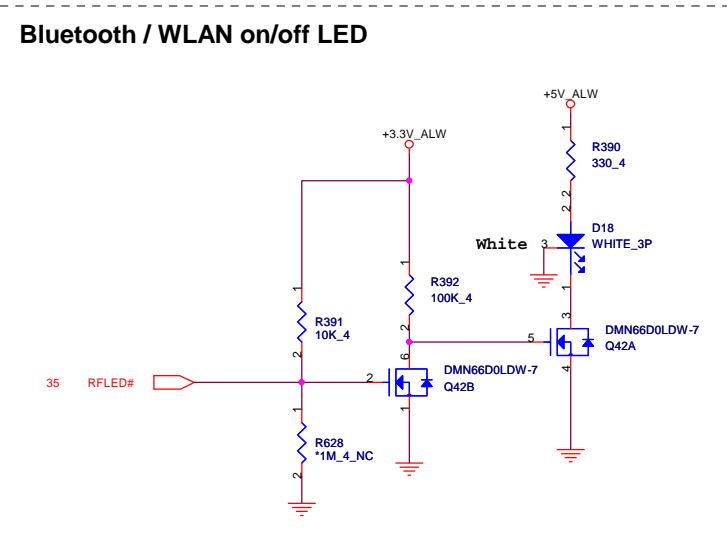 Bluetooth / WLAN on/off LED
+5V_ALW
1
R390
330_4
2
+3.3V_ALW
2
D18
White 3 WHITE_3P
1
1
R392
100K_4
2
1
R391
10K_4
2
3
5
DMN66D0LDW-7
Q42A
4
6
DMN66D0LDW-7
Q42B
2
1
35 RFLED#
1
R628
*1M_4_NC
2